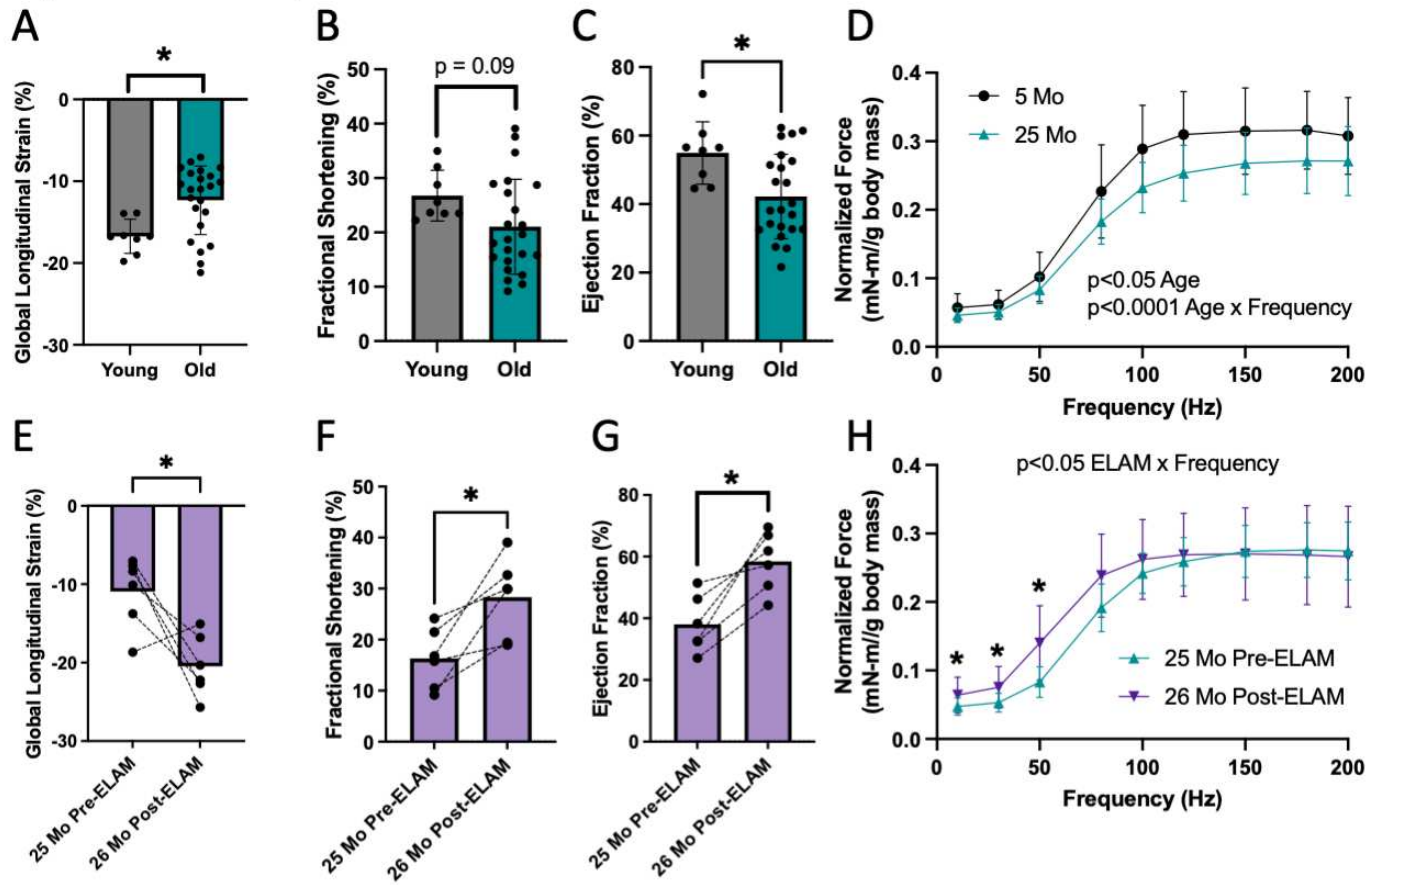 A
Global Longitudinal Strain (%)
0
-10
-20
-30
*
Young
Old
B
Fractional Shortening (%)
50
40
30
20
10
0
p = 0.09
Young
Old
C
Ejection Fraction (%)
80
60
40
20
0
*
Young
Old
D
Normalized Force
(mN-m//g body mass)
0.4
0.3
0.2
0.1
0.0
5 Mo
25 Mo
p<0.05 Age
p<0.0001 Age x Frequency
0
50
100
150
200
Frequency (Hz)
E
Global Longitudinal Strain (%)
0
-10
-20
-30
*
25 Mo Pre-ELAM
26 Mo Post-ELAM
F
Fractional Shortening (%)
50
40
30
20
10
0
*
25 Mo Pre-ELAM
26 Mo Post-ELAM
G
Ejection Fraction (%)
80
60
40
20
0
*
25 Mo Pre-ELAM
26 Mo Post-ELAM
H
Normalized Force
(mN-m//g body mass)
0.4
0.3
0.2
0.1
0.0
p<0.05 ELAM x Frequency
*
*
*
25 Mo Pre-ELAM
26 Mo Post-ELAM
0
50
100
150
200
Frequency (Hz)